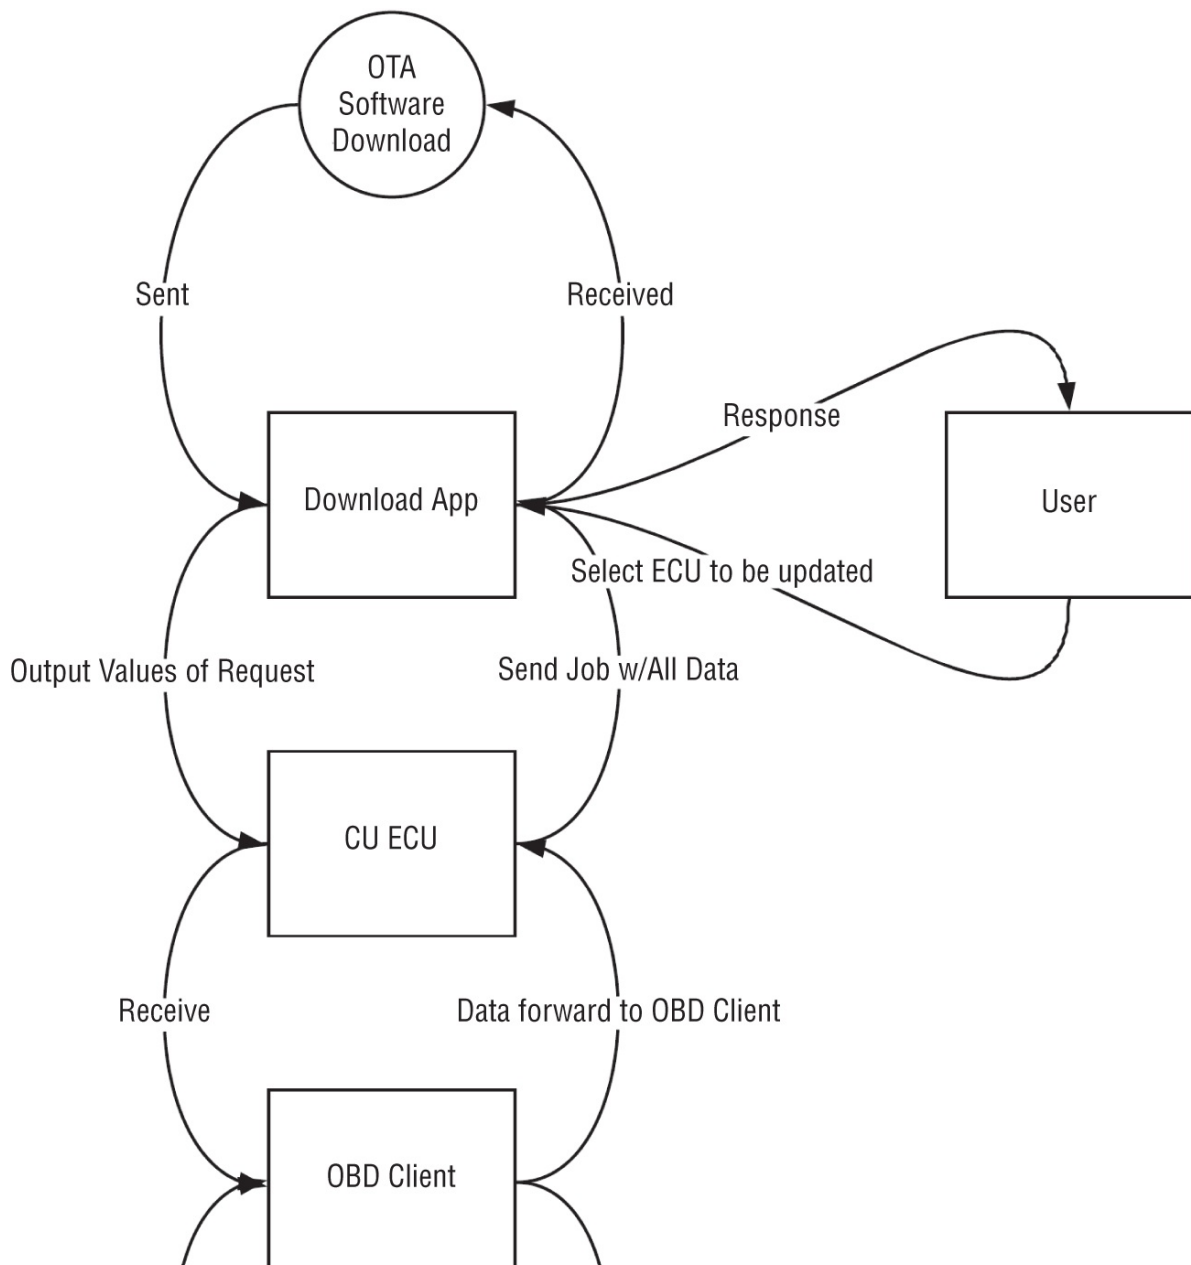 OTA
Software
Download
Sent
Received
Response
Download App
User
Select ECU to be updated
Output Values of Request
Send Job w/All Data
CU ECU
Receive
Data forward to OBD Client
OBD Client